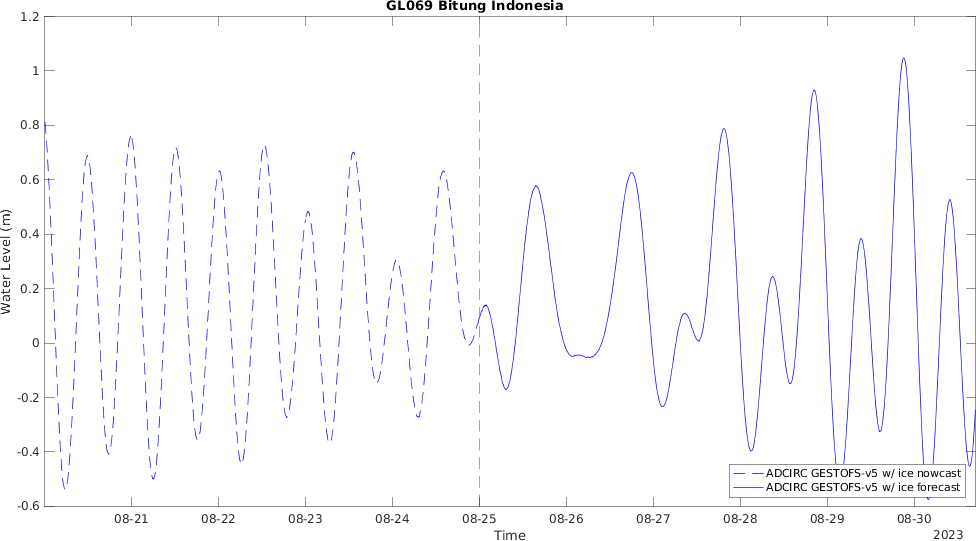 GL069 Bitung Indonesia
Water Level (m)
1.2
1
0.8
0.6
0.4
0.2
0
-0.2
-0.4
-0.6
ADCIRC GESTOFS-v5 w/ ice nowcast
ADCIRC GESTOFS-v5 w/ ice forecast
08-21 08-22 08-23 08-24 08-25 08-26 08-27 08-28 08-29 08-30
Time
2023